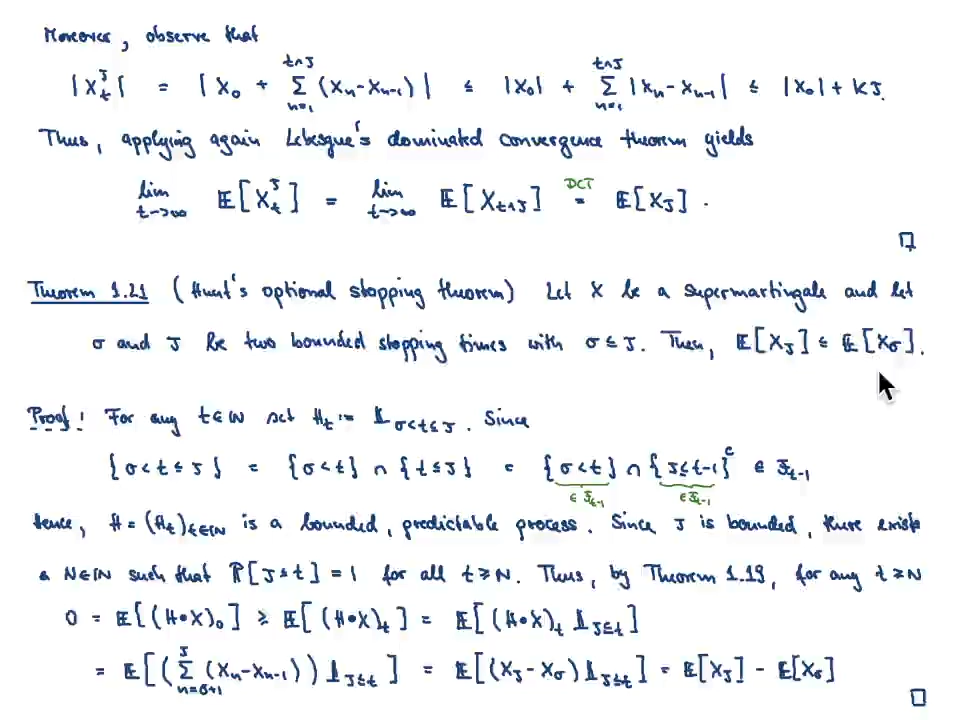 Moreover, observe that
|X_t^τ| = |X_0 + Σ_{n=1}^{t∧τ} (X_n - X_{n-1})| ≤ |X_0| + Σ_{n=1}^{t∧τ} |X_n - X_{n-1}| ≤ |X_0| + Kτ.
Thus, applying again Lebesgue's dominated convergence theorem yields
lim_{t→∞} 𝔼[X_t^τ] = lim_{t→∞} 𝔼[X_{t∧τ}] =^{DCT} 𝔼[X_τ].
□
Theorem 1.21 (Hunt's optional stopping theorem) Let X be a supermartingale and let
σ and τ be two bounded stopping times with σ ≤ τ. Then, 𝔼[X_τ] ≤ 𝔼[X_σ].
Proof: For any t ∈ ℕ set H_t := 𝟙_{σ<t≤τ}. Since
{σ < t ≤ τ} = {σ < t} ∩ {t ≤ τ} = {σ < t} ∩ {τ ≤ t-1}^c ∈ ℱ_{t-1}
∈ ℱ_{t-1} ∈ ℱ_{t-1}
Hence, H = (H_t)_{t∈ℕ} is a bounded, predictable process. Since τ is bounded, there exists
a N ∈ ℕ such that ℙ[τ ≤ t] = 1 for all t ≥ N. Thus, by Theorem 1.19, for any t ≥ N
0 = 𝔼[(H•X)_0] ≥ 𝔼[(H•X)_t] = 𝔼[(H•X)_t 𝟙_{τ≤t}]
= 𝔼[(Σ_{n=σ+1}^{τ} (X_n - X_{n-1})) 𝟙_{τ≤t}] = 𝔼[(X_τ - X_σ) 𝟙_{τ≤t}] = 𝔼[X_τ] - 𝔼[X_σ]
□